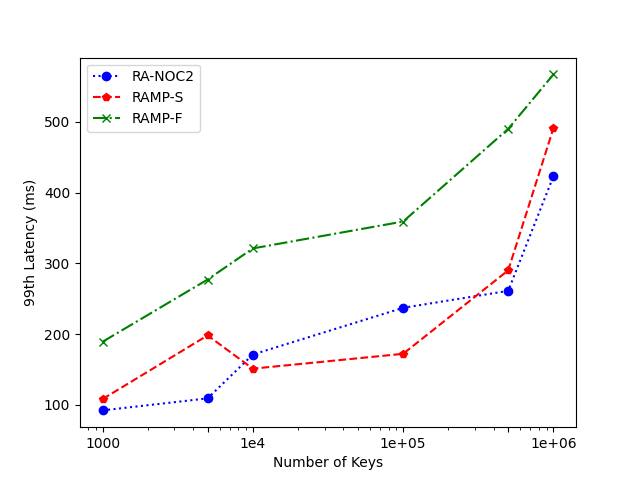 RA-NOC2
RAMP-S
RAMP-F
500
400
300
200
100
99th Latency (ms)
1000 1e4 1e+05 1e+06
Number of Keys